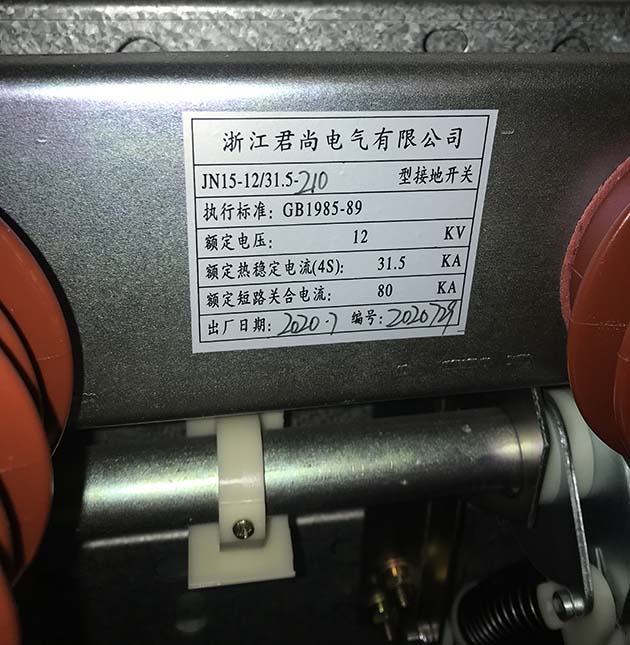 浙江君尚电气有限公司
JN15-12/31.5-210 型接地开关
执行标准: GB1985-89
额定电压: 12 KV
额定热稳定电流(4S): 31.5 KA
额定短路关合电流: 80 KA
出厂日期: 2020.7 编号: 2020729